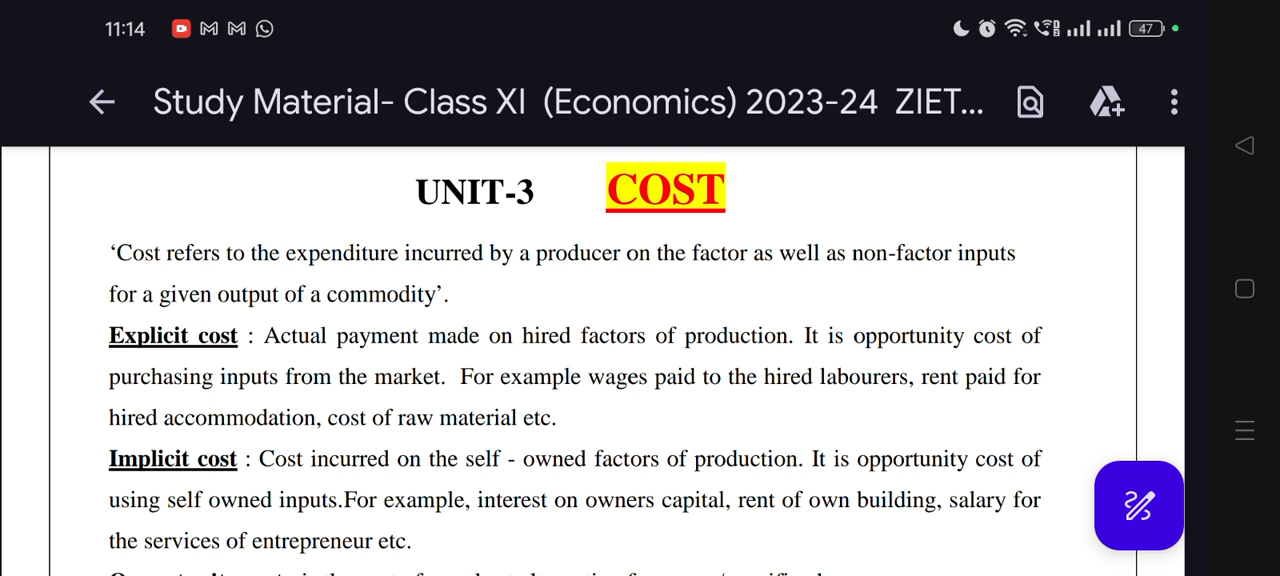 11:14
47
Study Material- Class XI (Economics) 2023-24 ZIET...
UNIT-3 COST
‘Cost refers to the expenditure incurred by a producer on the factor as well as non-factor inputs
for a given output of a commodity’.
Explicit cost : Actual payment made on hired factors of production. It is opportunity cost of
purchasing inputs from the market. For example wages paid to the hired labourers, rent paid for
hired accommodation, cost of raw material etc.
Implicit cost : Cost incurred on the self - owned factors of production. It is opportunity cost of
using self owned inputs.For example, interest on owners capital, rent of own building, salary for
the services of entrepreneur etc.